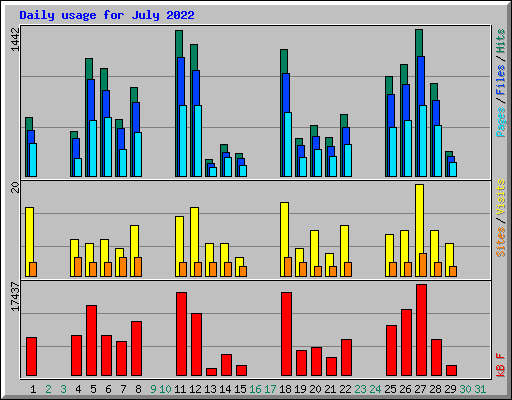 Daily usage for July 2022
1442
Pages / Files / Hits
20
Sites / Visits
17437
kB F
1 2 3 4 5 6 7 8 9 10 11 12 13 14 15 16 17 18 19 20 21 22 23 24 25 26 27 28 29 30 31